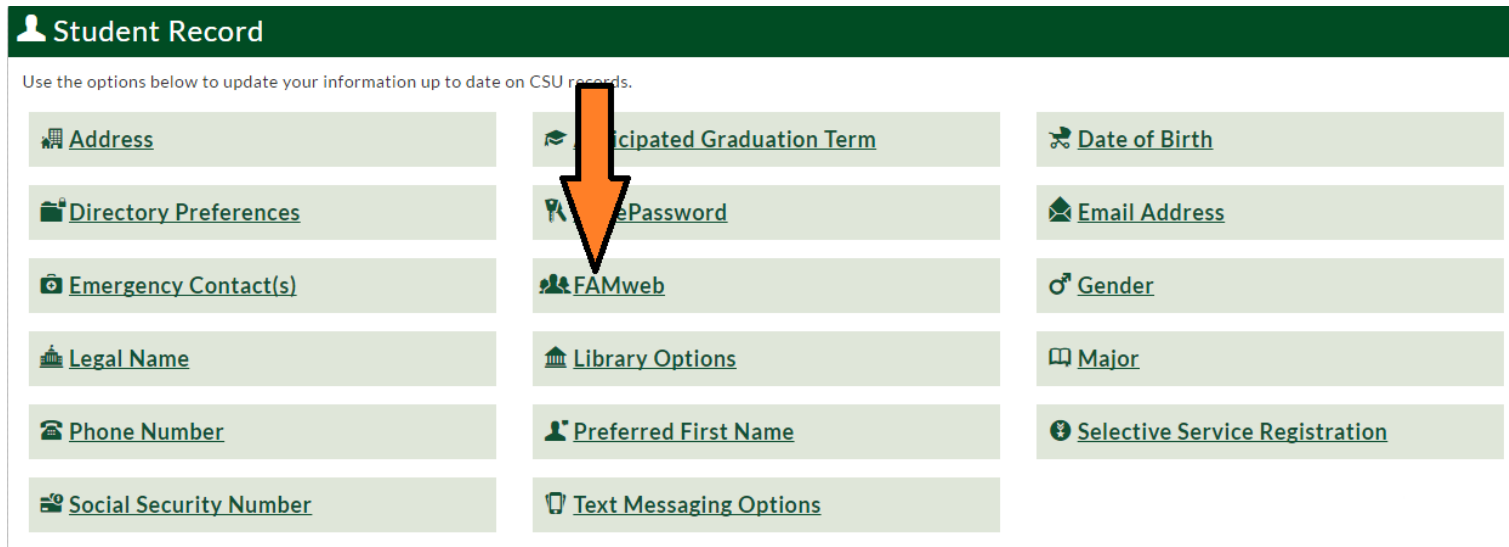 Student Record
Use the options below to update your information up to date on CSU records.
Address
Graduation Term
Date of Birth
Directory Preferences
Email Address
Emergency Contact(s)
FAMweb
Gender
Legal Name
Library Options
Major
Phone Number
Preferred First Name
Selective Service Registration
Social Security Number
Text Messaging Options